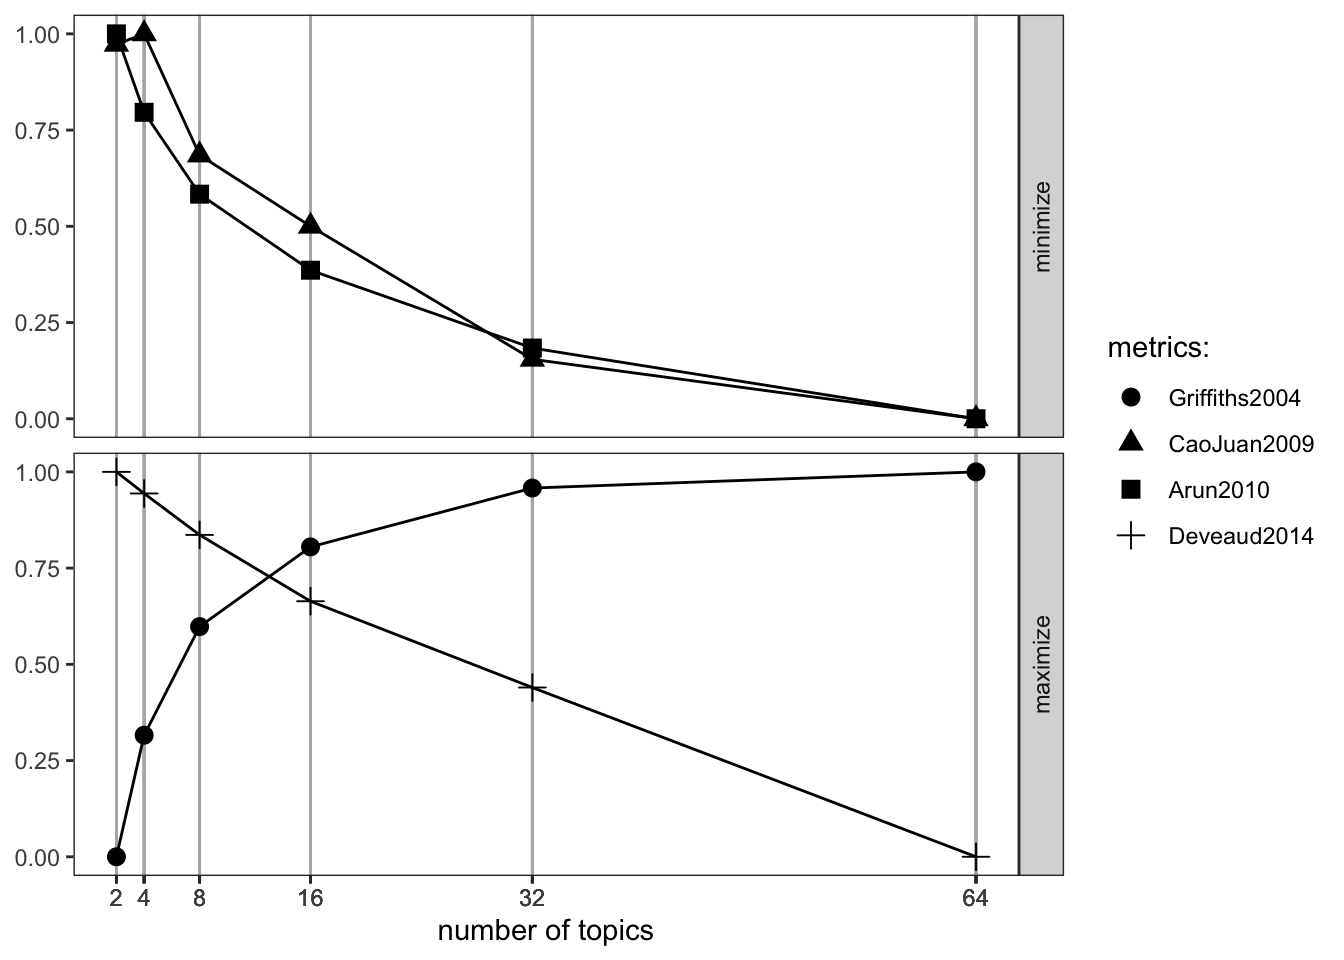 1.00
0.75
0.50
0.25
0.00
minimize
1.00
0.75
0.50
0.25
0.00
maximize
2 4 8 16 32 64
number of topics
metrics:
Griffiths2004
CaoJuan2009
Arun2010
Deveaud2014